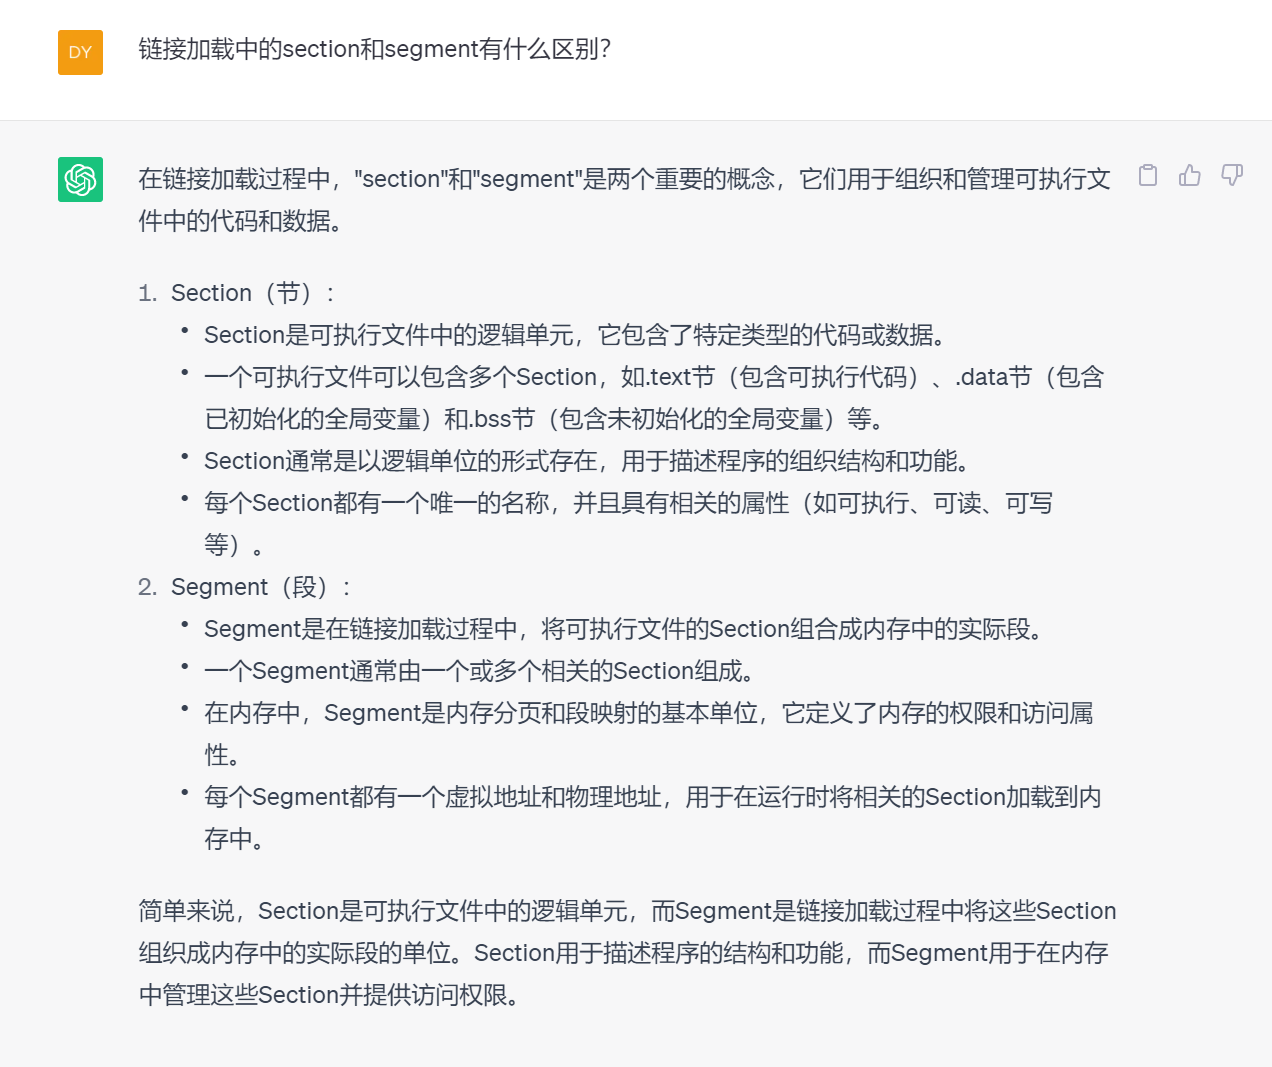 DY
链接加载中的section和segment有什么区别?
在链接加载过程中，"section"和"segment"是两个重要的概念，它们用于组织和管理可执行文
件中的代码和数据。
1. Section（节）：
• Section是可执行文件中的逻辑单元，它包含了特定类型的代码或数据。
• 一个可执行文件可以包含多个Section，如.text节（包含可执行代码）、.data节（包含
已初始化的全局变量）和.bss节（包含未初始化的全局变量）等。
• Section通常是以逻辑单位的形式存在，用于描述程序的组织结构和功能。
• 每个Section都有一个唯一的名称，并且具有相关的属性（如可执行、可读、可写
等）。
2. Segment（段）：
• Segment是在链接加载过程中，将可执行文件的Section组合成内存中的实际段。
• 一个Segment通常由一个或多个相关的Section组成。
• 在内存中，Segment是内存分页和段映射的基本单位，它定义了内存的权限和访问属
性。
• 每个Segment都有一个虚拟地址和物理地址，用于在运行时将相关的Section加载到内
存中。
简单来说，Section是可执行文件中的逻辑单元，而Segment是链接加载过程中将这些Section
组织成内存中的实际段的单位。Section用于描述程序的结构和功能，而Segment用于在内存
中管理这些Section并提供访问权限。